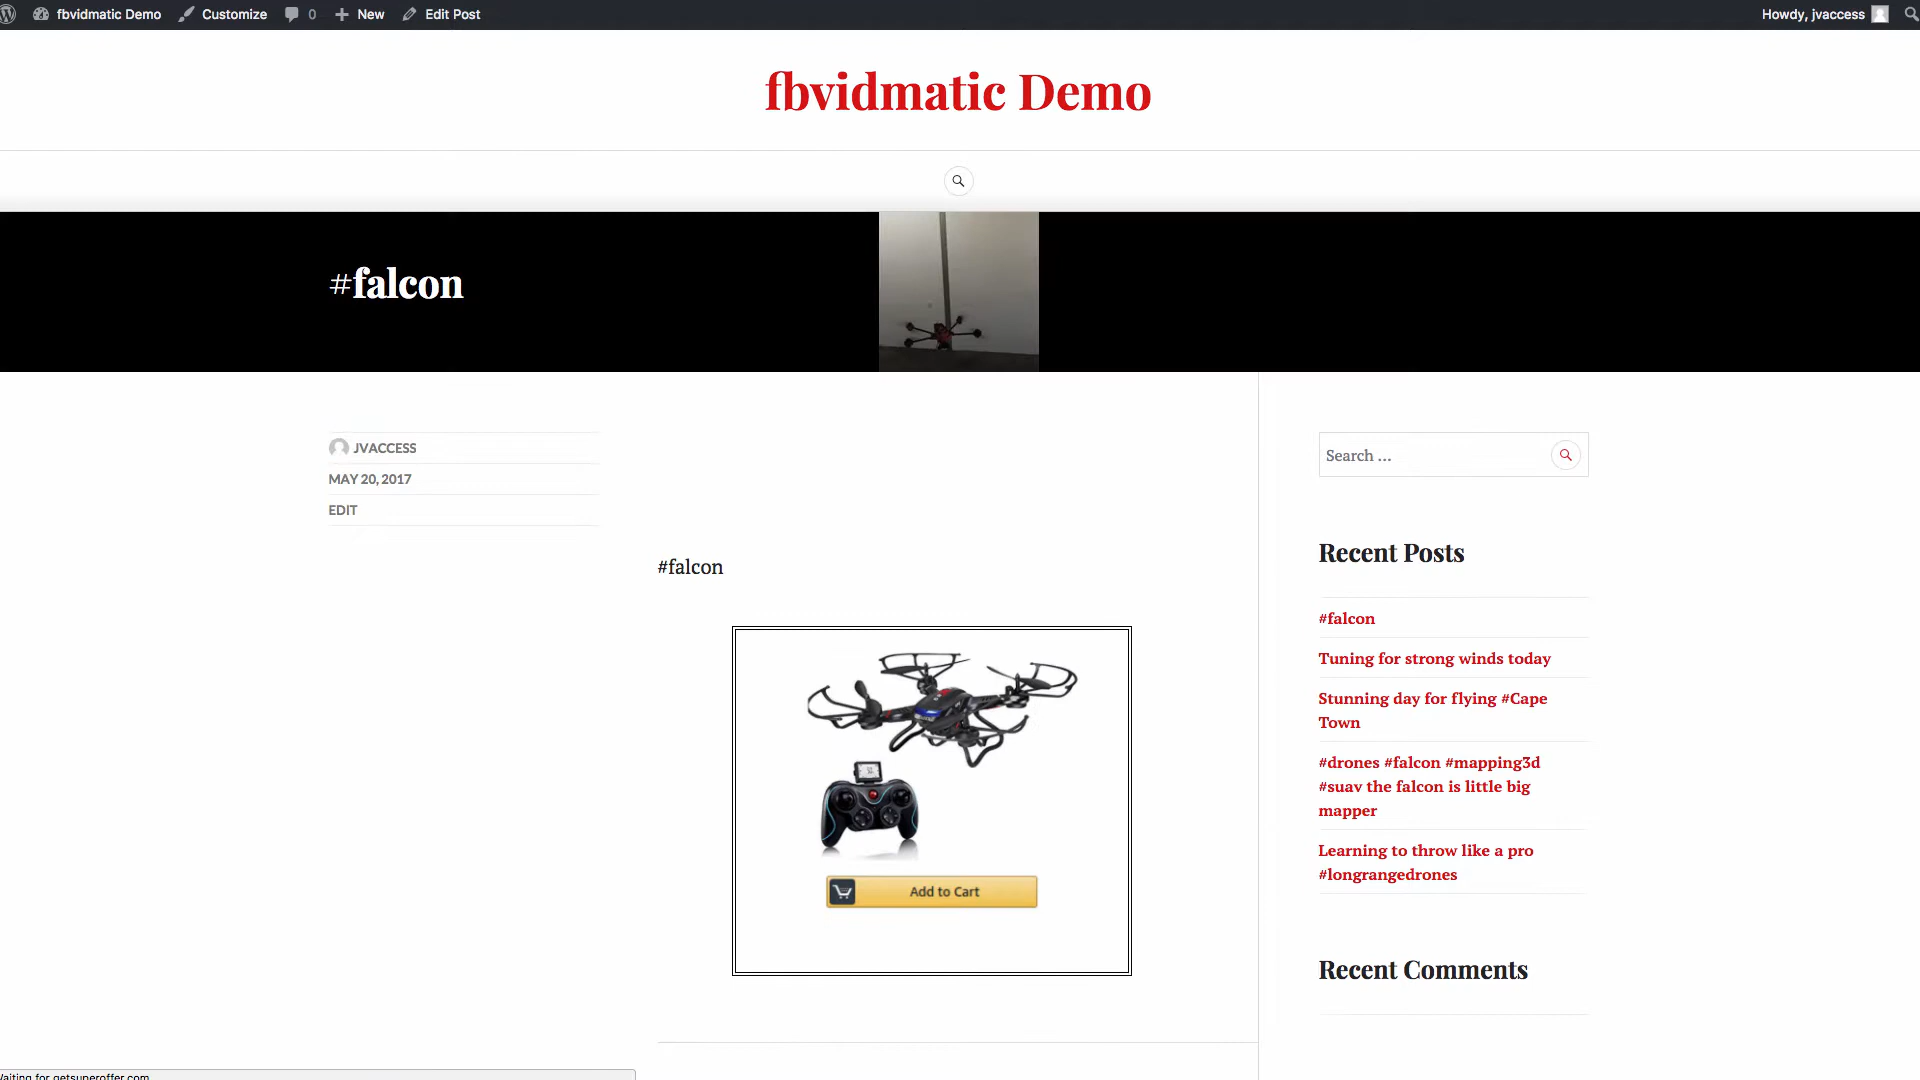 fbvidmatic Demo
Customize
0
New
Edit Post
Howdy, jvaccess
fbvidmatic Demo
#falcon
JVACCESS
MAY 20, 2017
EDIT
#falcon
Add to Cart
Search ...
Recent Posts
#falcon
Tuning for strong winds today
Stunning day for flying #Cape
Town
#drones #falcon #mapping3d
#suav the falcon is little big
mapper
Learning to throw like a pro
#longrangedrones
Recent Comments
Waiting for getsuperoffer.com